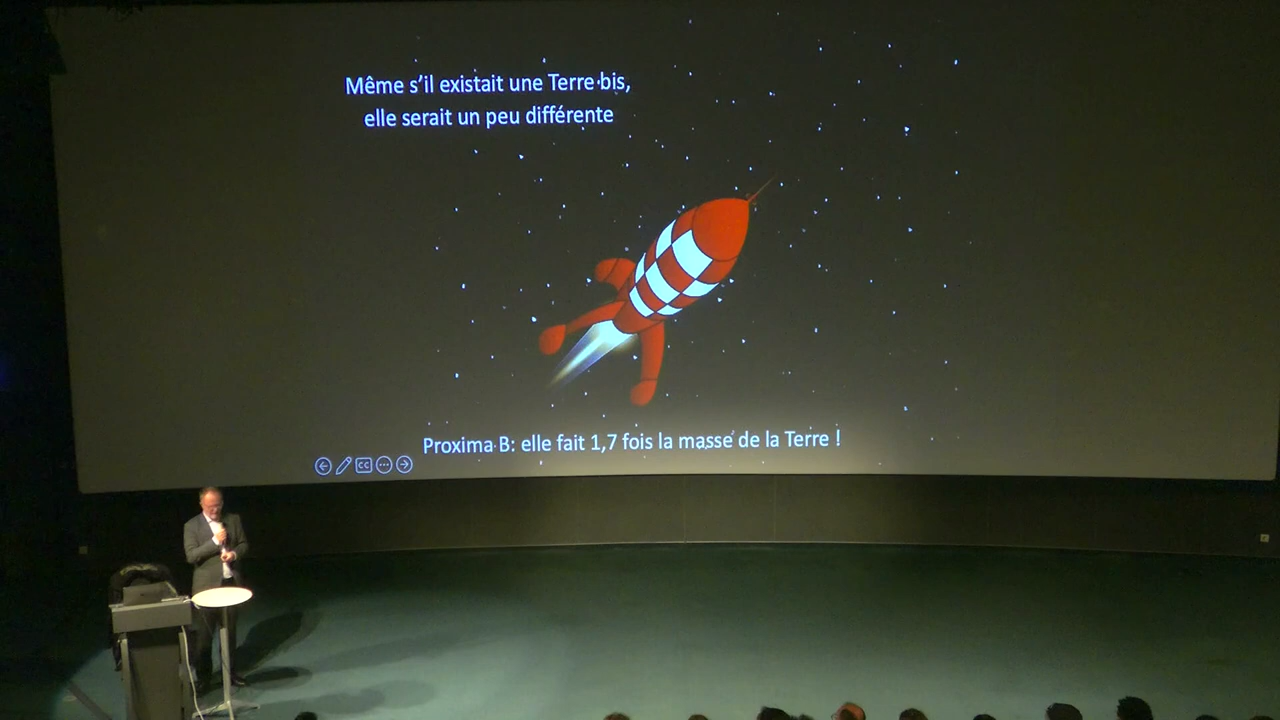 Même s’il existait une Terre bis,
elle serait un peu différente
Proxima B: elle fait 1,7 fois la masse de la Terre !
CC